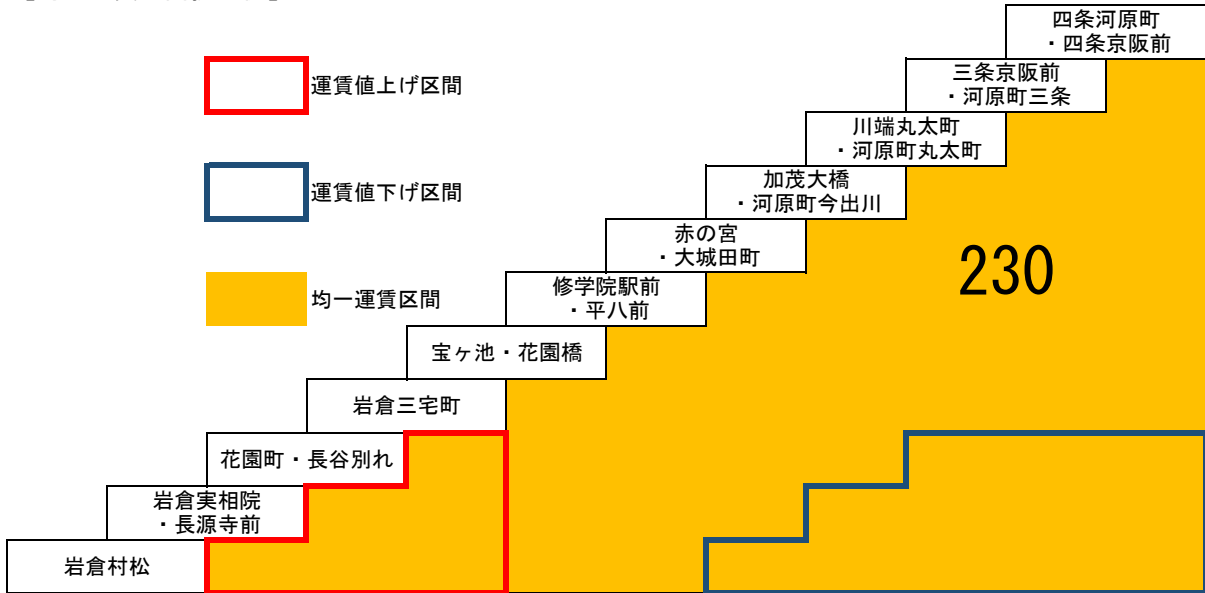 四条河原町
・四条京阪前
運賃値上げ区間
三条京阪前
・河原町三条
川端丸太町
・河原町丸太町
運賃値下げ区間
加茂大橋
・河原町今出川
赤の宮
・大城田町
230
均一運賃区間
修学院駅前
・平八前
宝ヶ池・花園橋
岩倉三宅町
花園町・長谷別れ
岩倉実相院
・長源寺前
岩倉村松